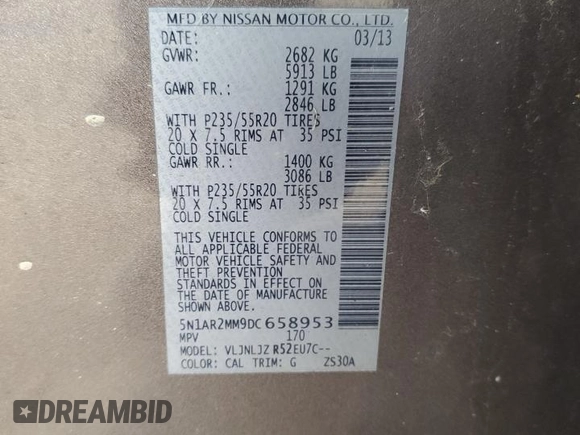 MFD BY NISSAN MOTOR CO., LTD.
DATE: 03/13
GVWR: 2682 KG
5913 LB
GAWR FR.: 1291 KG
2846 LB
WITH P235/55R20 TIRES
20 X 7.5 RIMS AT 35 PSI
COLD SINGLE
GAWR RR.: 1400 KG
3086 LB
WITH P235/55R20 TIRES
20 X 7.5 RIMS AT 35 PSI
COLD SINGLE
THIS VEHICLE CONFORMS TO
ALL APPLICABLE FEDERAL
MOTOR VEHICLE SAFETY AND
THEFT PREVENTION
STANDARDS IN EFFECT ON
THE DATE OF MANUFACTURE
SHOWN ABOVE.
5N1AR2MM9DC658953
MPV 170
MODEL: VLJNLJZ R52EU7C--
COLOR: CAL TRIM: G ZS30A
DREAMBID